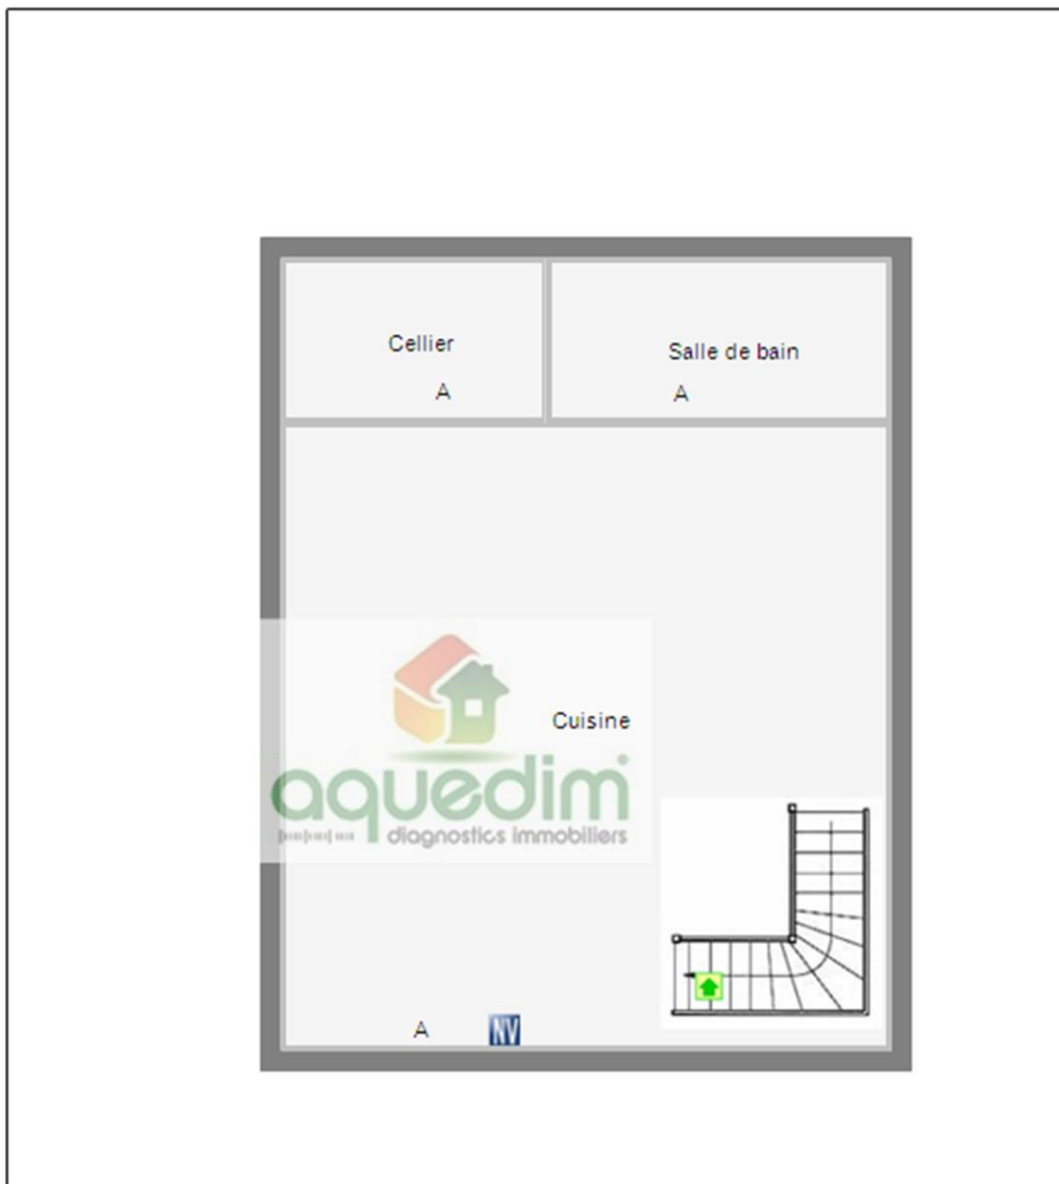 Cellier
Salle de bain
A
A
Cuisine
aquedim
diagnostics immobiliers
A
NV